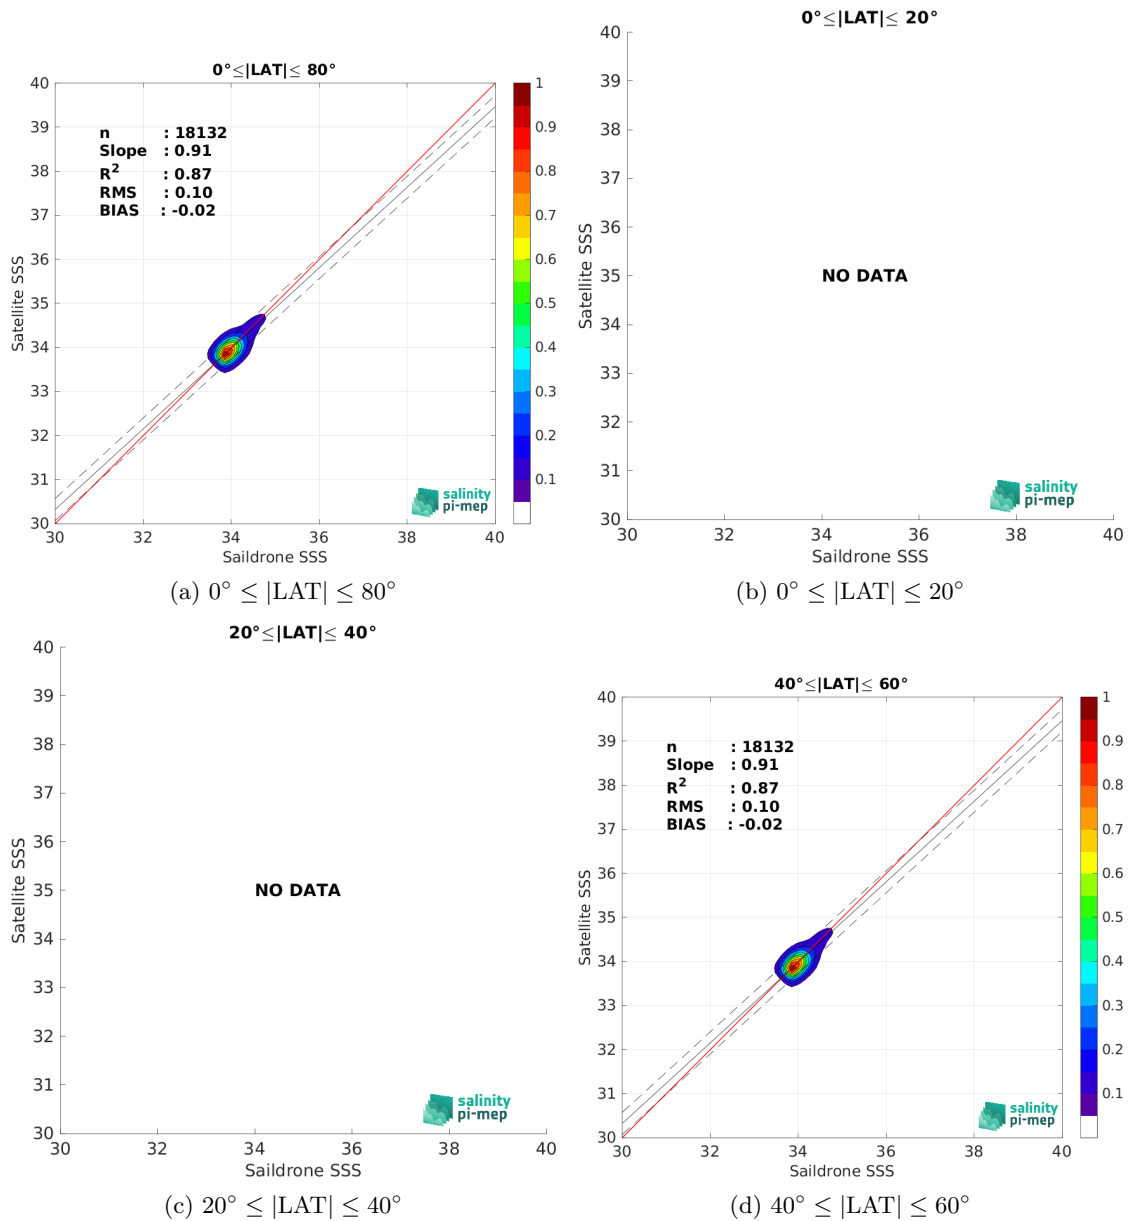 0°≤|LAT|≤ 80°
40
39
38
37
36
35
34
33
32
31
30
Satellite SSS
n : 18132
Slope : 0.91
R² : 0.87
RMS : 0.10
BIAS : -0.02
salinity
pi-mep
30 32 34 36 38 40
Saildrone SSS
1
0.9
0.8
0.7
0.6
0.5
0.4
0.3
0.2
0.1
(a) 0° ≤ |LAT| ≤ 80°
0°≤|LAT|≤ 20°
40
39
38
37
36
35
34
33
32
31
30
Satellite SSS
NO DATA
salinity
pi-mep
30 32 34 36 38 40
Saildrone SSS
(b) 0° ≤ |LAT| ≤ 20°
20°≤|LAT|≤ 40°
40
39
38
37
36
35
34
33
32
31
30
Satellite SSS
NO DATA
salinity
pi-mep
30 32 34 36 38 40
Saildrone SSS
(c) 20° ≤ |LAT| ≤ 40°
40°≤|LAT|≤ 60°
40
39
38
37
36
35
34
33
32
31
30
Satellite SSS
n : 18132
Slope : 0.91
R² : 0.87
RMS : 0.10
BIAS : -0.02
salinity
pi-mep
30 32 34 36 38 40
Saildrone SSS
1
0.9
0.8
0.7
0.6
0.5
0.4
0.3
0.2
0.1
(d) 40° ≤ |LAT| ≤ 60°